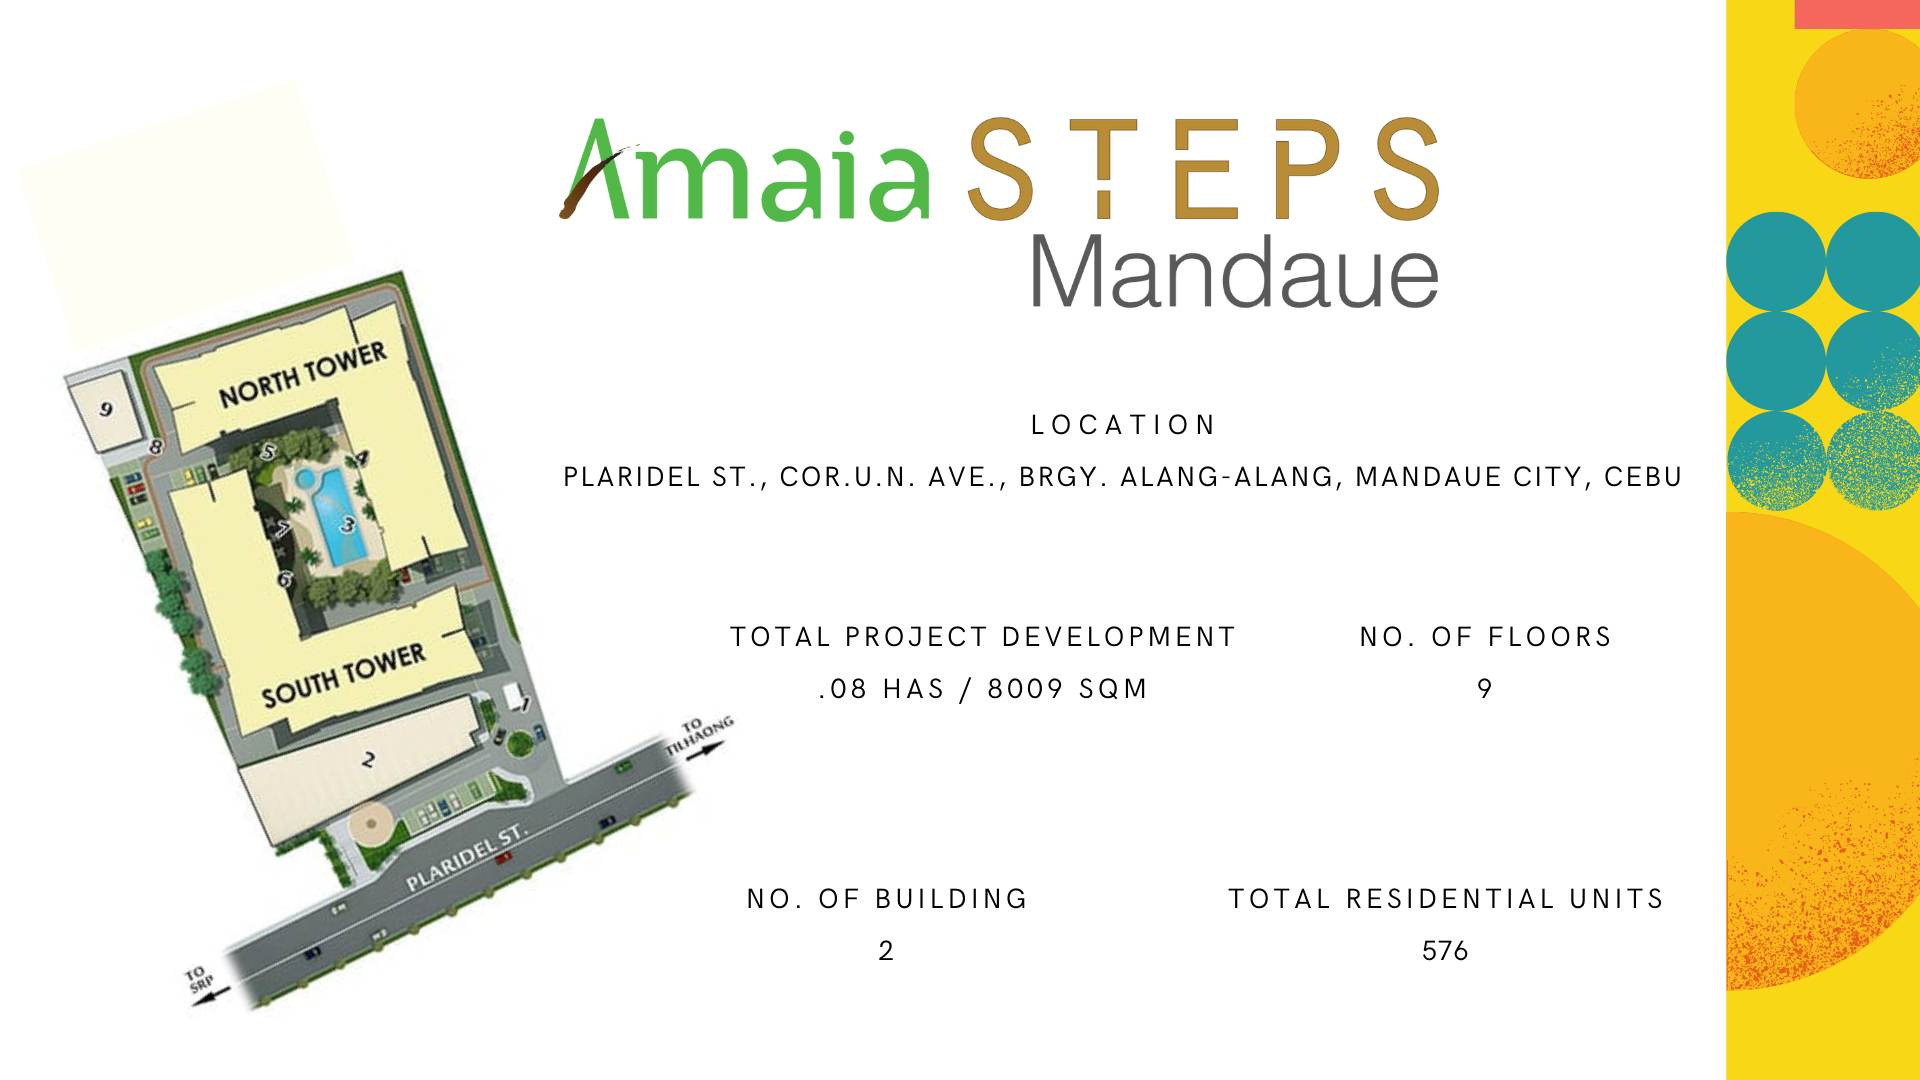 Amaia STEPS
Mandaue
LOCATION
PLARIDEL ST., COR.U.N. AVE., BRGY. ALANG-ALANG, MANDAUE CITY, CEBU
TOTAL PROJECT DEVELOPMENT
.08 HAS / 8009 SQM
NO. OF FLOORS
9
NO. OF BUILDING
2
TOTAL RESIDENTIAL UNITS
576
NORTH TOWER
9
8
5
4
7
3
6
SOUTH TOWER
1
2
TO
TILHAONG
PLARIDEL ST.
TO
SRP